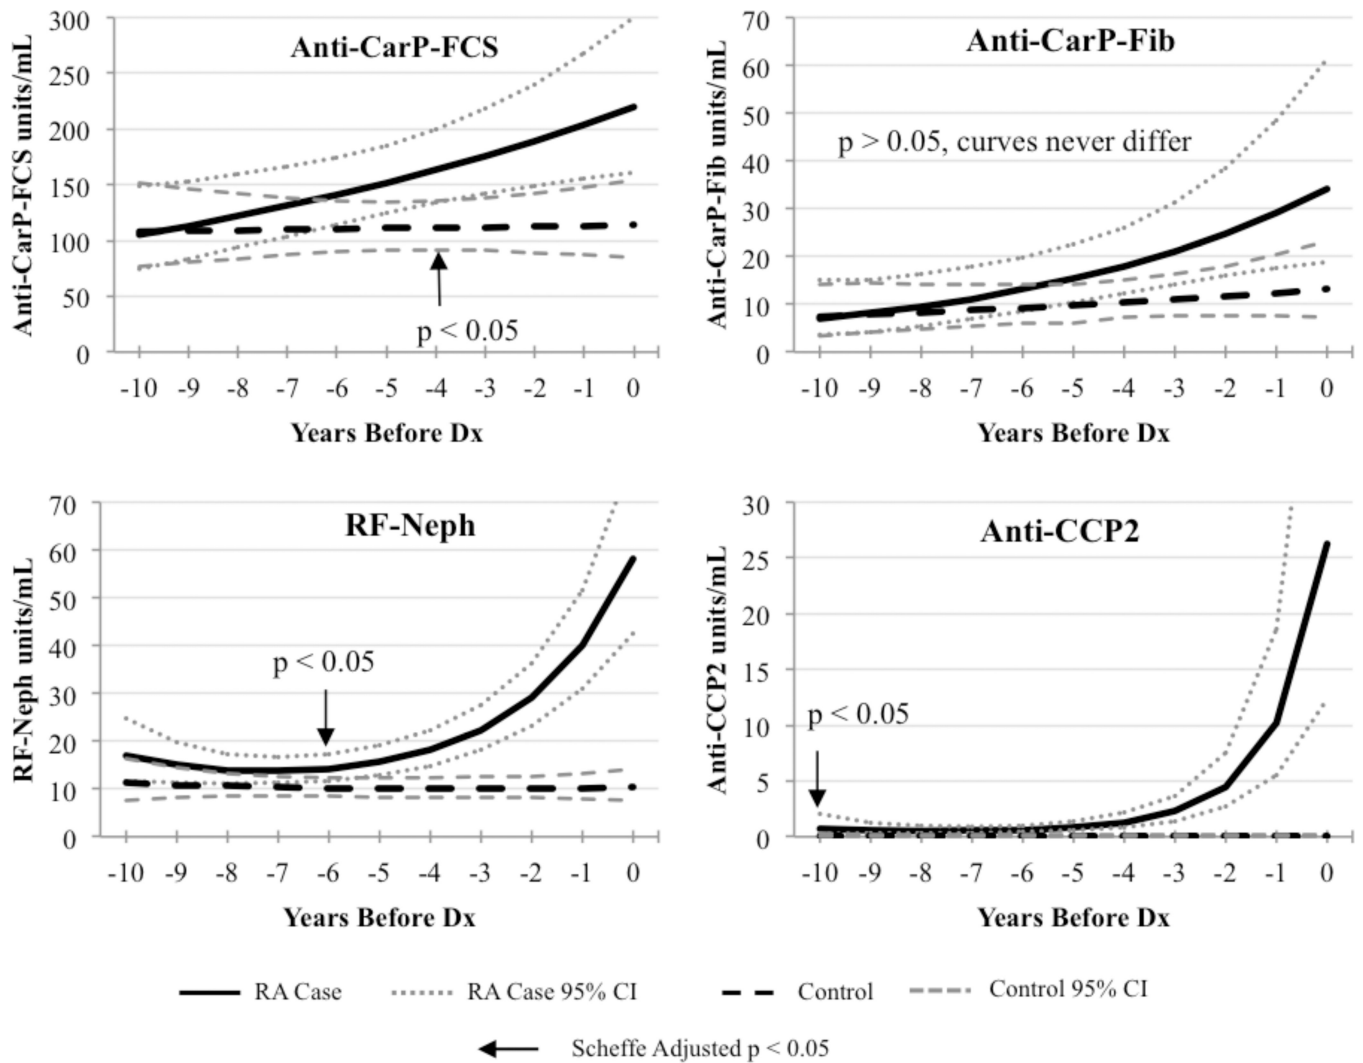 Anti-CarP-FCS
Anti-CarP-FCS units/mL
300
250
200
150
100
50
0
p < 0.05
-10 -9 -8 -7 -6 -5 -4 -3 -2 -1 0
Years Before Dx
Anti-CarP-Fib
Anti-CarP-Fib units/mL
70
60
50
40
30
20
10
0
p > 0.05, curves never differ
-10 -9 -8 -7 -6 -5 -4 -3 -2 -1 0
Years Before Dx
RF-Neph
RF-Neph units/mL
70
60
50
40
30
20
10
0
p < 0.05
-10 -9 -8 -7 -6 -5 -4 -3 -2 -1 0
Years Before Dx
Anti-CCP2
Anti-CCP2 units/mL
30
25
20
15
10
5
0
p < 0.05
-10 -9 -8 -7 -6 -5 -4 -3 -2 -1 0
Years Before Dx
RA Case RA Case 95% CI Control Control 95% CI
Scheffe Adjusted p < 0.05